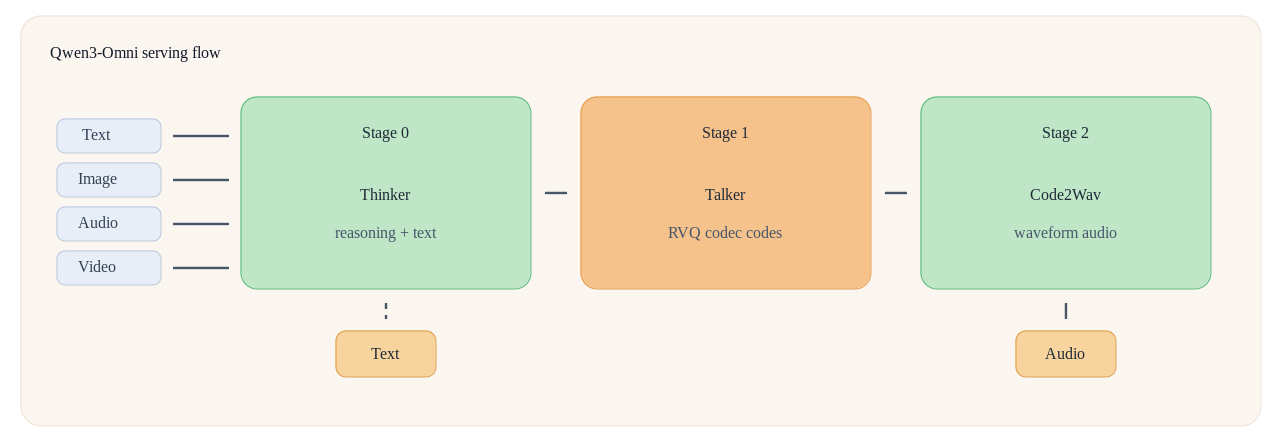 Qwen3-Omni serving flow
Text
Image
Audio
Video
Stage 0
Thinker
reasoning + text
Stage 1
Talker
RVQ codec codes
Stage 2
Code2Wav
waveform audio
Text
Audio